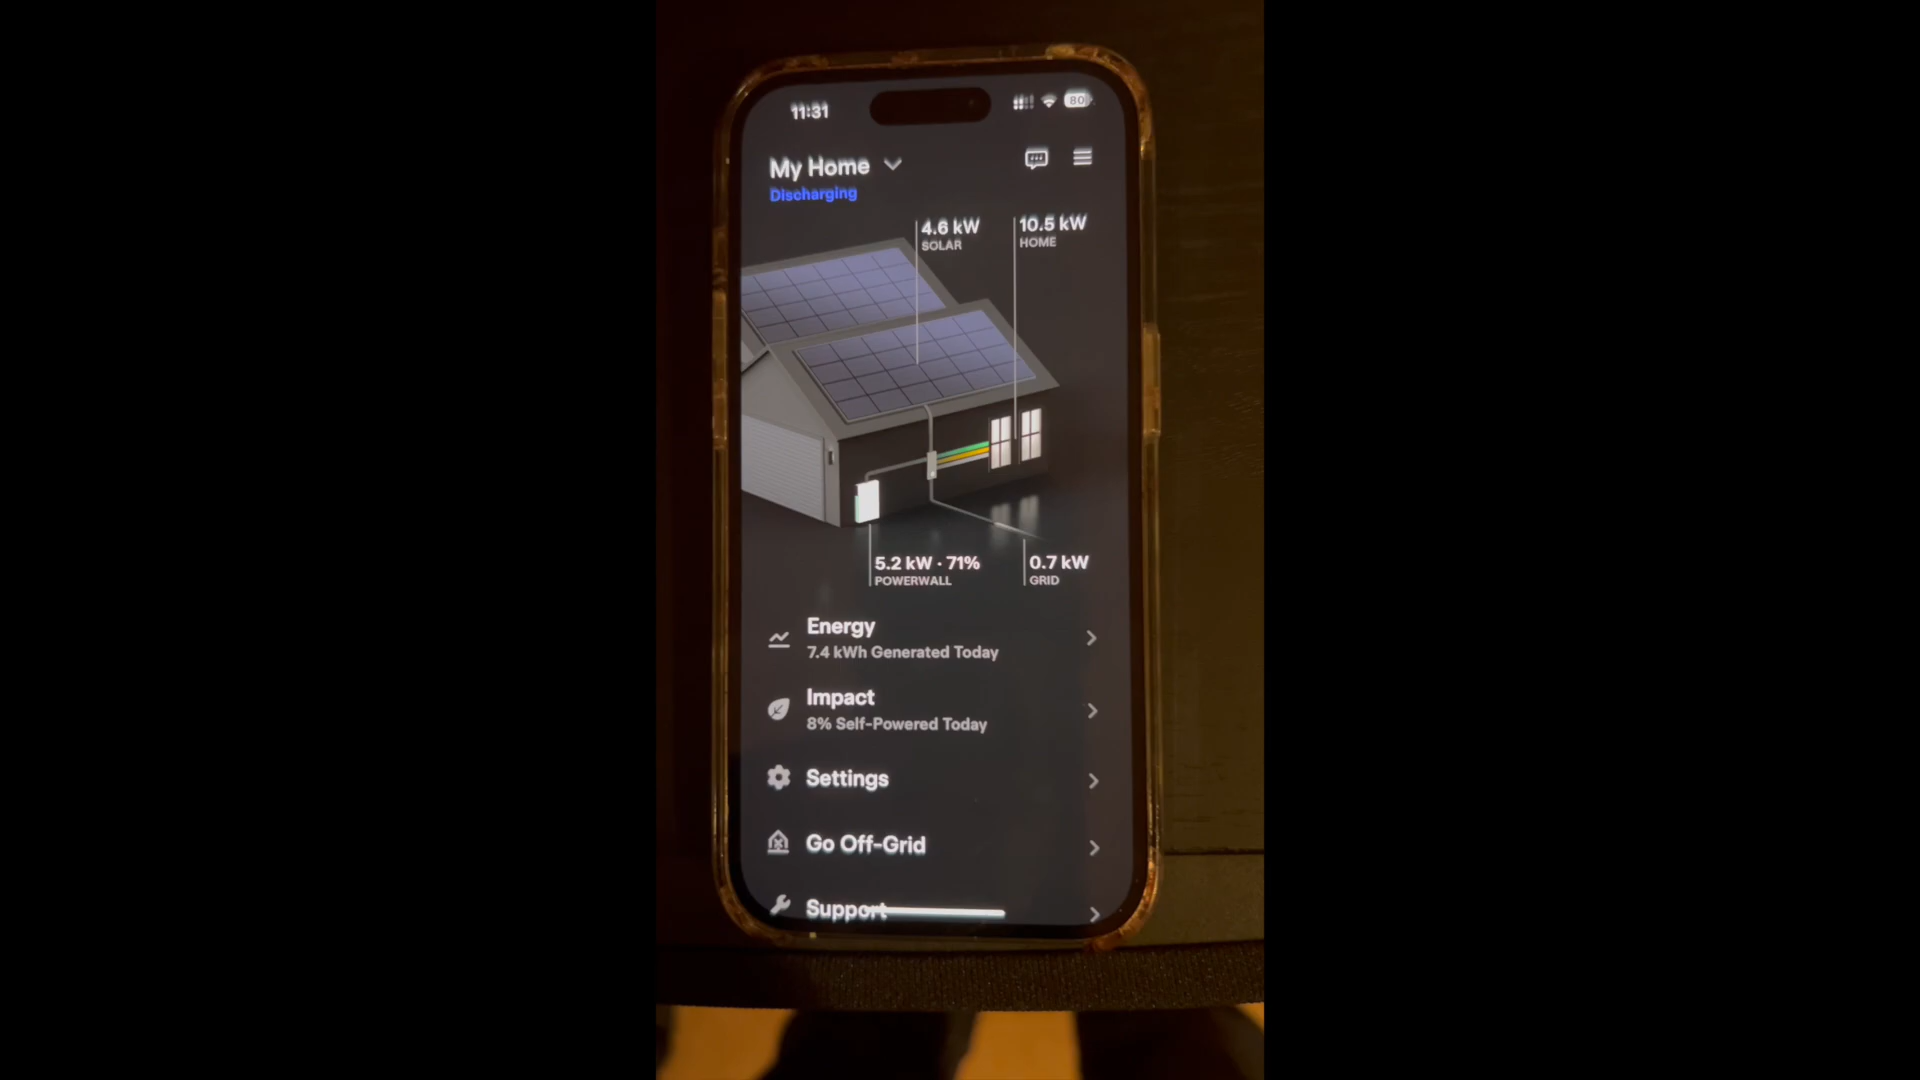 11:31
80
My Home
Discharging
4.6 kW
SOLAR
10.5 kW
HOME
5.2 kW · 71%
POWERWALL
0.7 kW
GRID
Energy
7.4 kWh Generated Today
Impact
8% Self-Powered Today
Settings
Go Off-Grid
Support